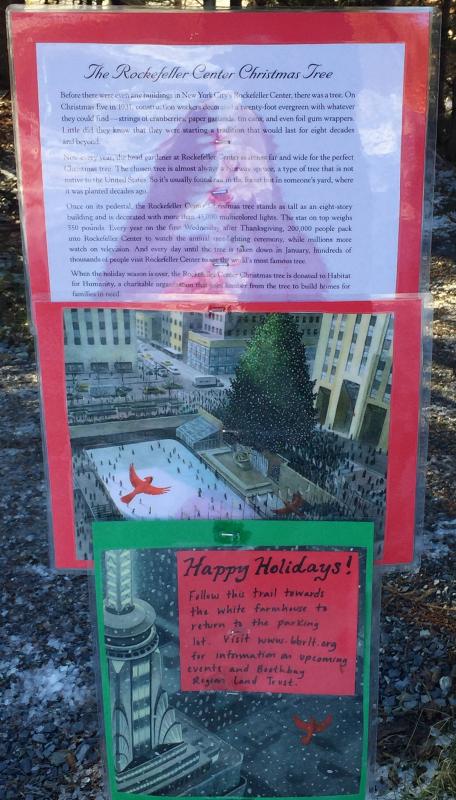 The Rockefeller Center Christmas Tree
Before there were even any buildings in New York City's Rockefeller Center, there was a tree. On
Christmas Eve in 1931, construction workers decorated a twenty-foot evergreen with whatever
they could find—strings of cranberries, paper garlands, tin cans, and even foil gum wrappers.
Little did they know that they were starting a tradition that would last for eight decades
and beyond.
Now every year, the head gardener at Rockefeller Center searches far and wide for the perfect
Christmas tree. The chosen tree is almost always a Norway spruce, a type of tree that is not
native to the United States. So it's usually found not in the forest but in someone's yard, where
it was planted decades ago.
Once on its pedestal, the Rockefeller Center Christmas tree stands as tall as an eight-story
building and is decorated with more than 45,000 multicolored lights. The star on top weighs
550 pounds. Every year on the first Wednesday after Thanksgiving, 200,000 people pack
into Rockefeller Center to watch the annual tree-lighting ceremony, while millions more
watch on television. And every day until the tree is taken down in January, hundreds of
thousands of people visit Rockefeller Center to see the world's most famous tree.
When the holiday season is over, the Rockefeller Center Christmas tree is donated to Habitat
for Humanity, a charitable organization that uses lumber from the tree to build homes for
families in need.
Happy Holidays!
Follow this trail towards
the white farmhouse to
return to the parking
lot. Visit www.bbrlt.org
for information on upcoming
events and Boothbay
Region Land Trust.